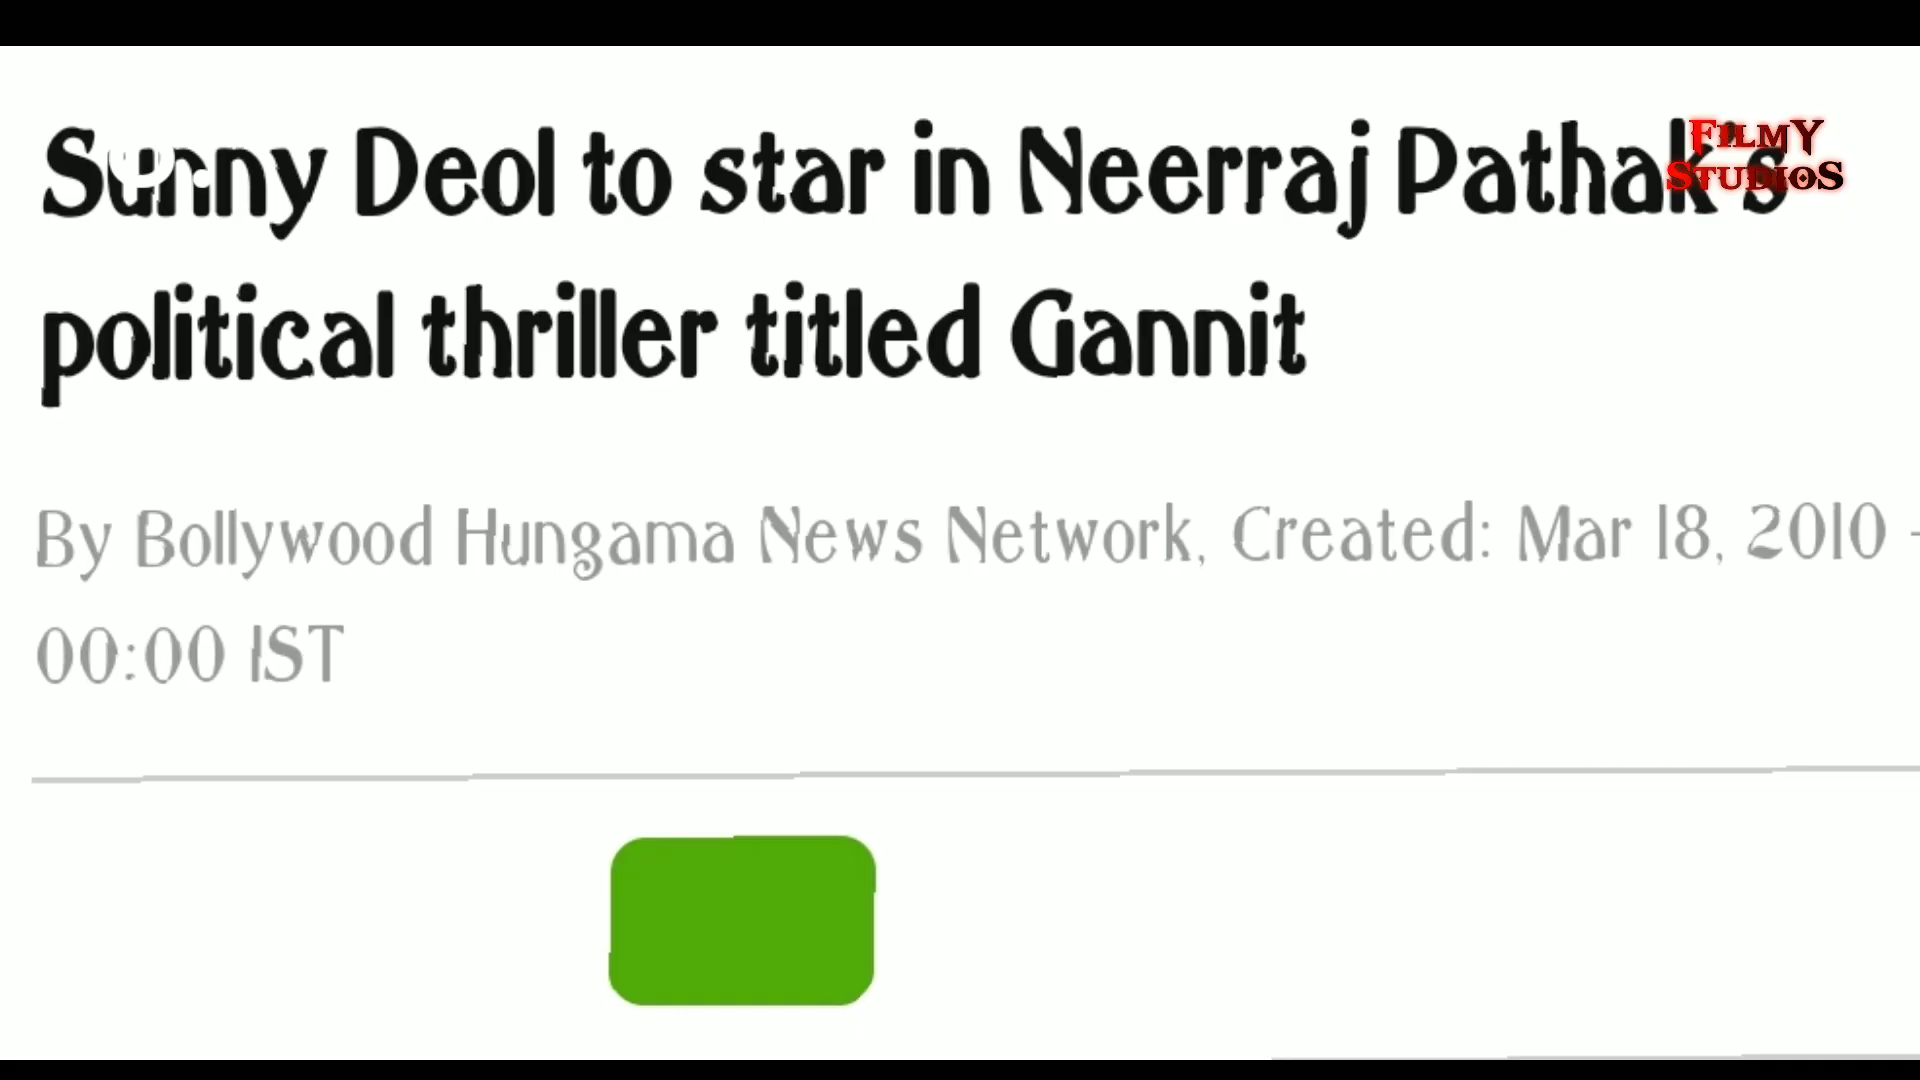 Sunny Deol to star in Neerraj Pathak's
political thriller titled Gannit
FILMY
STUDIOS
By Bollywood Hungama News Network, Created: Mar 18, 2010 -
00:00 IST